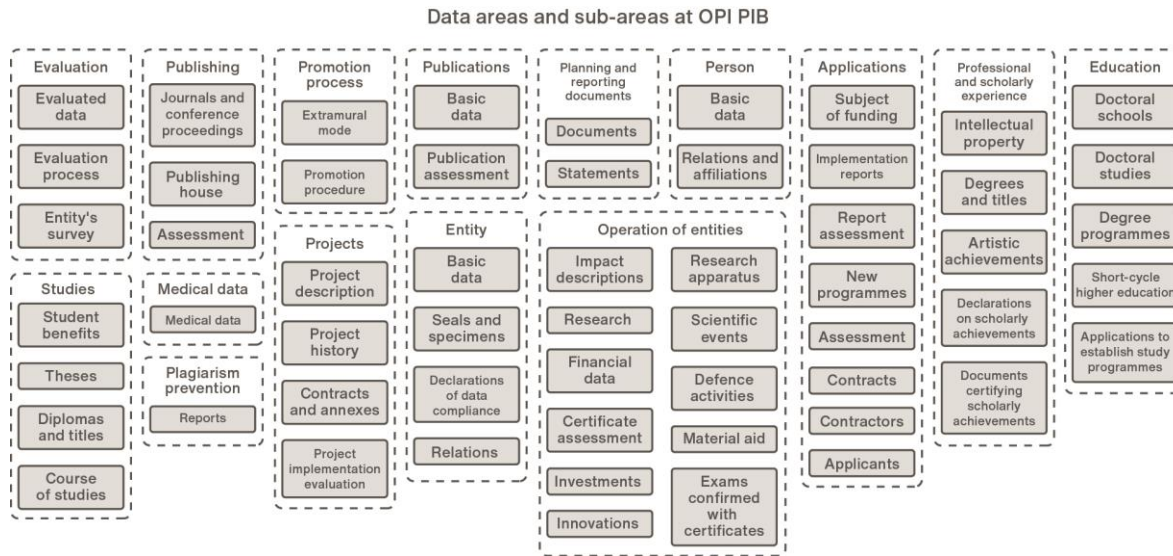 Data areas and sub-areas at OPI PIB
Evaluation
Evaluated
data
Evaluation
process
Entity's
survey
Studies
Student
benefits
Theses
Diplomas
and titles
Course
of studies
Publishing
Journals and
conference
proceedings
Publishing
house
Assessment
Medical data
Medical data
Plagiarism
prevention
Reports
Promotion
process
Extramural
mode
Promotion
procedure
Projects
Project
description
Project
history
Contracts
and annexes
Project
implementation
evaluation
Publications
Basic
data
Publication
assessment
Entity
Basic
data
Seals and
specimens
Declarations
of data
compliance
Relations
Planning and
reporting
documents
Documents
Statements
Person
Basic
data
Relations and
affiliations
Operation of entities
Impact
descriptions
Research
Financial
data
Certificate
assessment
Investments
Innovations
Research
apparatus
Scientific
events
Defence
activities
Material aid
Exams
confirmed
with
certificates
Applications
Subject
of funding
Implementation
reports
Report
assessment
New
programmes
Assessment
Contracts
Contractors
Applicants
Professional
and scholarly
experience
Intellectual
property
Degrees
and titles
Artistic
achievements
Declarations
on scholarly
achievements
Documents
certifying
scholarly
achievements
Education
Doctoral
schools
Doctoral
studies
Degree
programmes
Short-cycle
higher education
Applications to
establish study
programmes